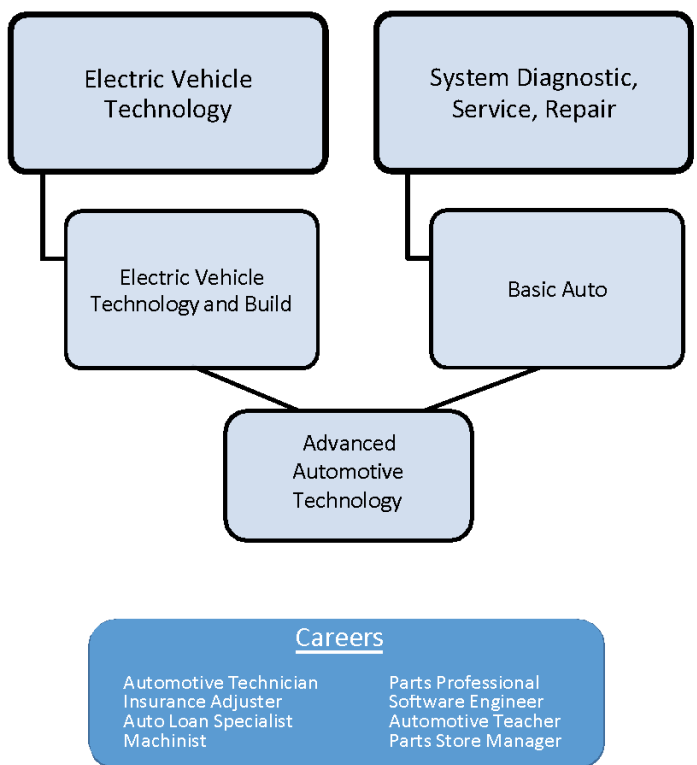 Electric Vehicle
Technology
System Diagnostic,
Service, Repair
Electric Vehicle
Technology and Build
Basic Auto
Advanced
Automotive
Technology
Careers
Automotive Technician
Insurance Adjuster
Auto Loan Specialist
Machinist
Parts Professional
Software Engineer
Automotive Teacher
Parts Store Manager